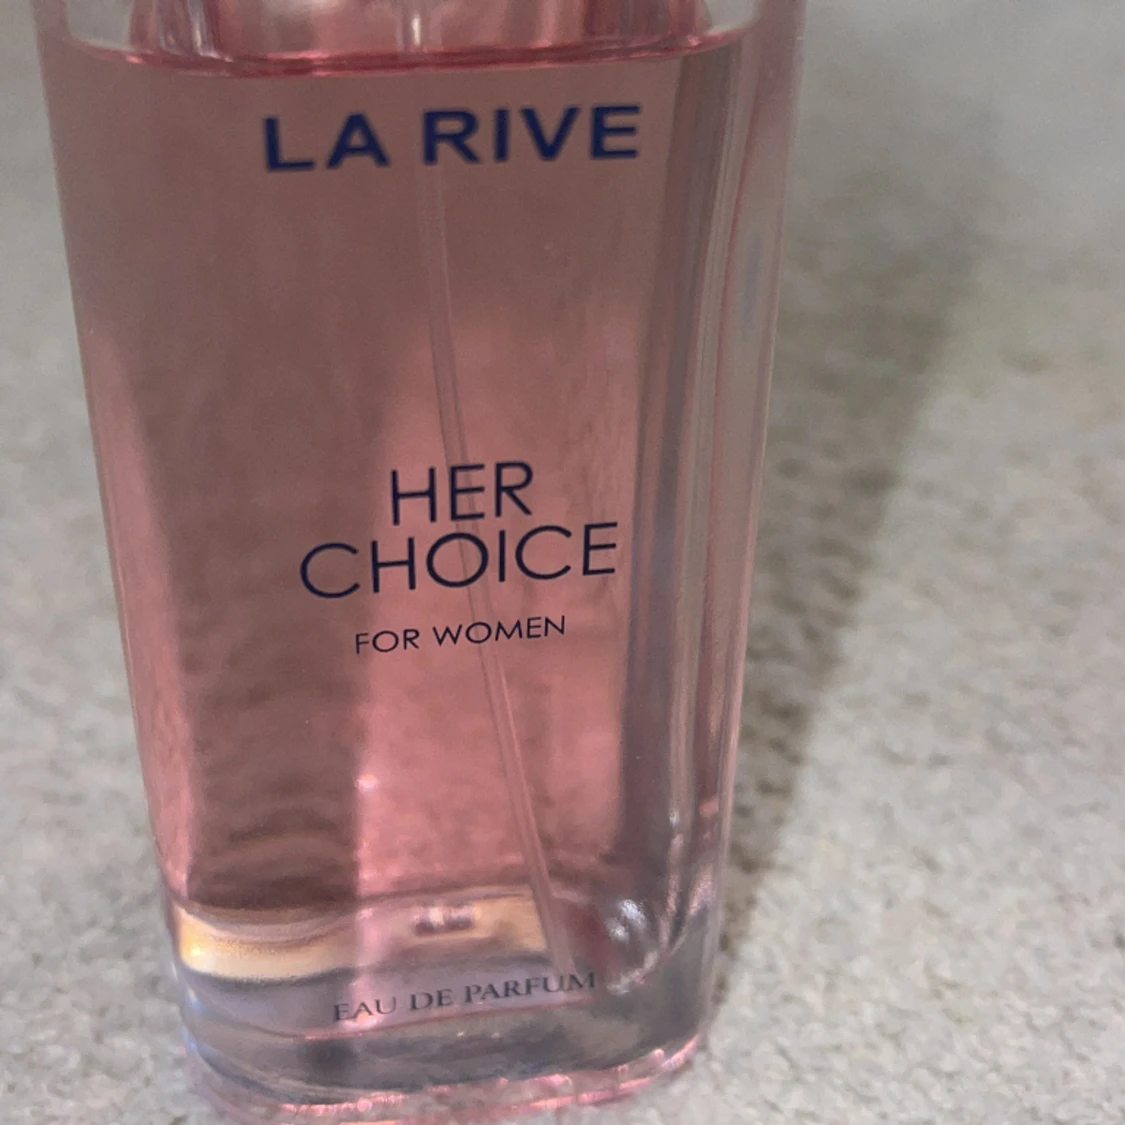 LA RIVE
HER
CHOICE
FOR WOMEN
EAU DE PARFUM